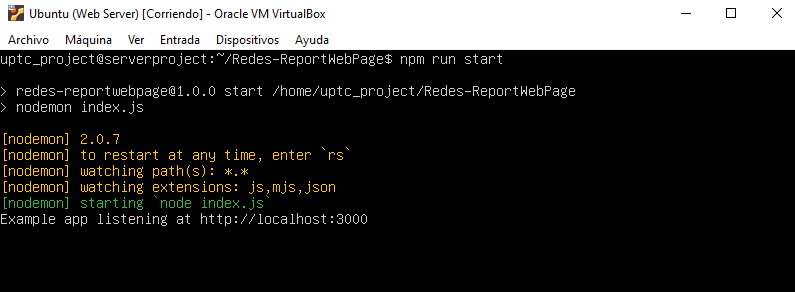 Ubuntu (Web Server) [Corriendo] - Oracle VM VirtualBox
Archivo Máquina Ver Entrada Dispositivos Ayuda
uptc_project@serverproject:~/Redes-ReportWebPage$ npm run start
> redes-reportwebpage@1.0.0 start /home/uptc_project/Redes-ReportWebPage
> nodemon index.js
[nodemon] 2.0.7
[nodemon] to restart at any time, enter `rs`
[nodemon] watching path(s): *.*
[nodemon] watching extensions: js,mjs,json
[nodemon] starting `node index.js`
Example app listening at http://localhost:3000